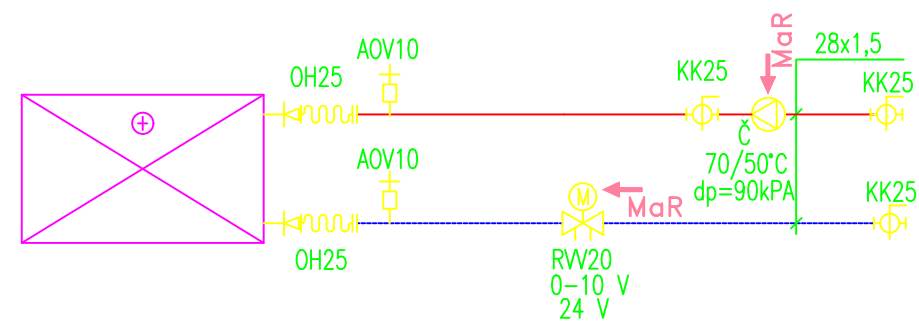 MaR
28x1,5
AOV10
OH25
KK25
KK25
Č
70/50°C
dp=90kPA
AOV10
M
MaR
KK25
OH25
RVV20
0-10 V
24 V